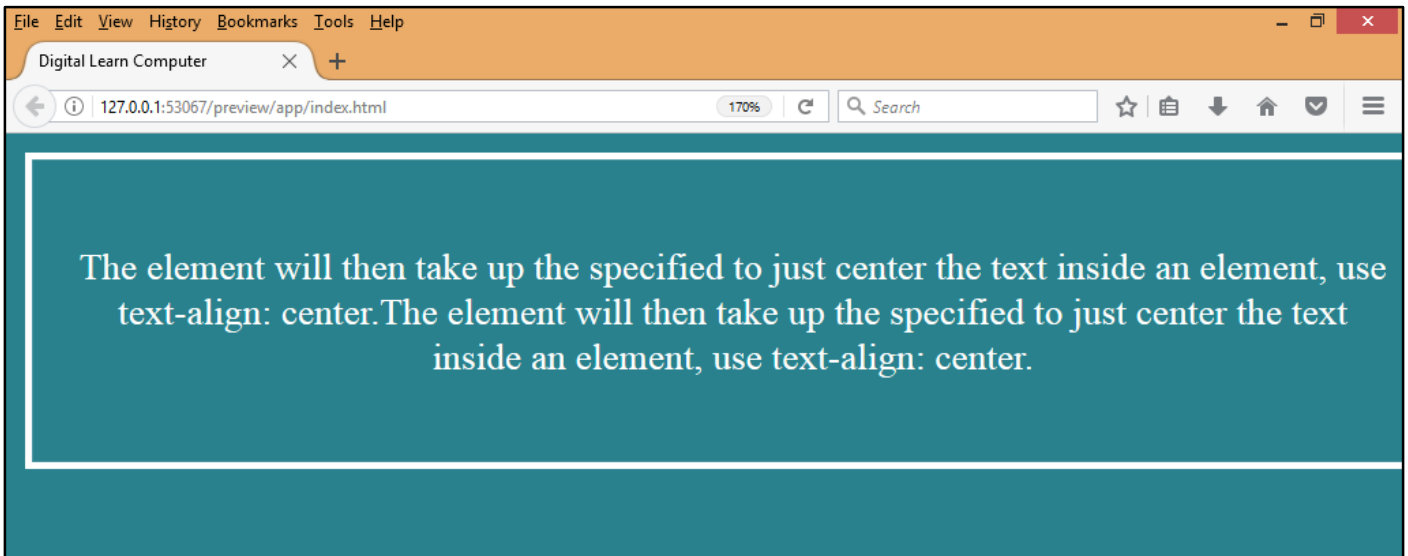 File Edit View History Bookmarks Tools Help
Digital Learn Computer
127.0.0.1:53067/preview/app/index.html 170% Search
The element will then take up the specified to just center the text inside an element, use
text-align: center.The element will then take up the specified to just center the text
inside an element, use text-align: center.